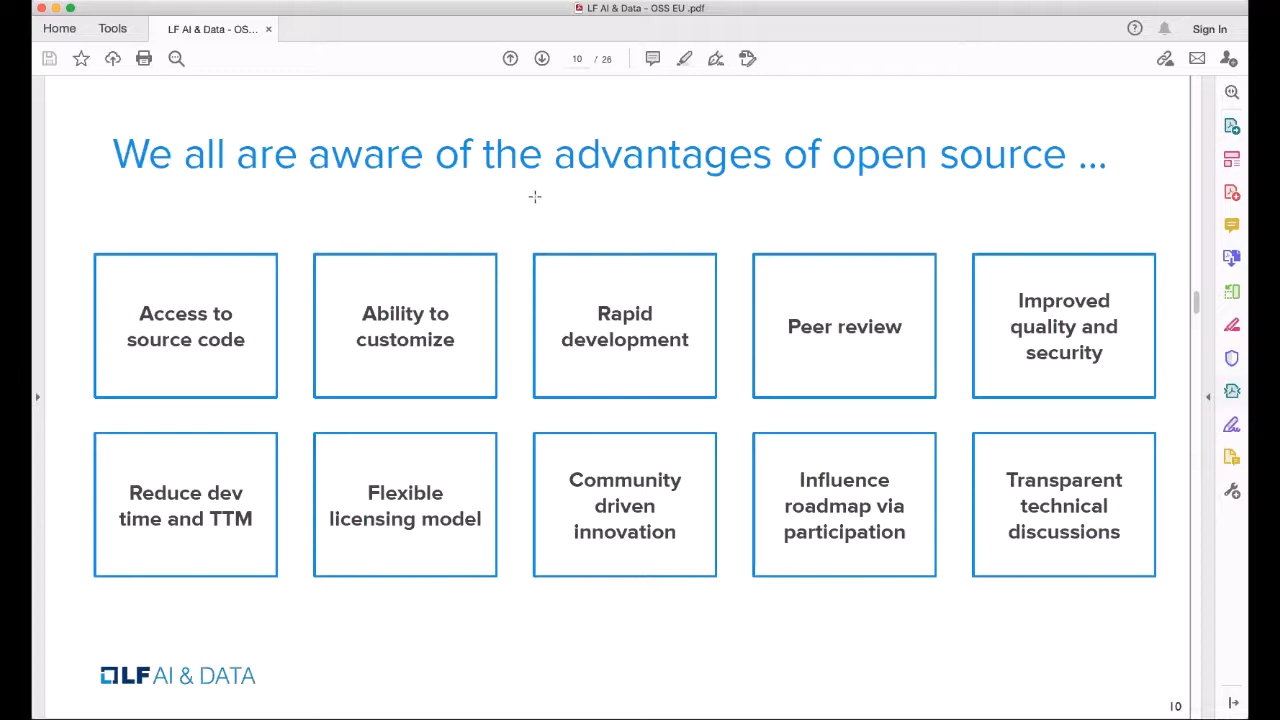 LF AI & Data - OSS EU .pdf
Home
Tools
LF AI & Data - OS...
Sign In
10 / 26
We all are aware of the advantages of open source ...
Access to
source code
Ability to
customize
Rapid
development
Peer review
Improved
quality and
security
Reduce dev
time and TTM
Flexible
licensing model
Community
driven
innovation
Influence
roadmap via
participation
Transparent
technical
discussions
LF AI & DATA
10